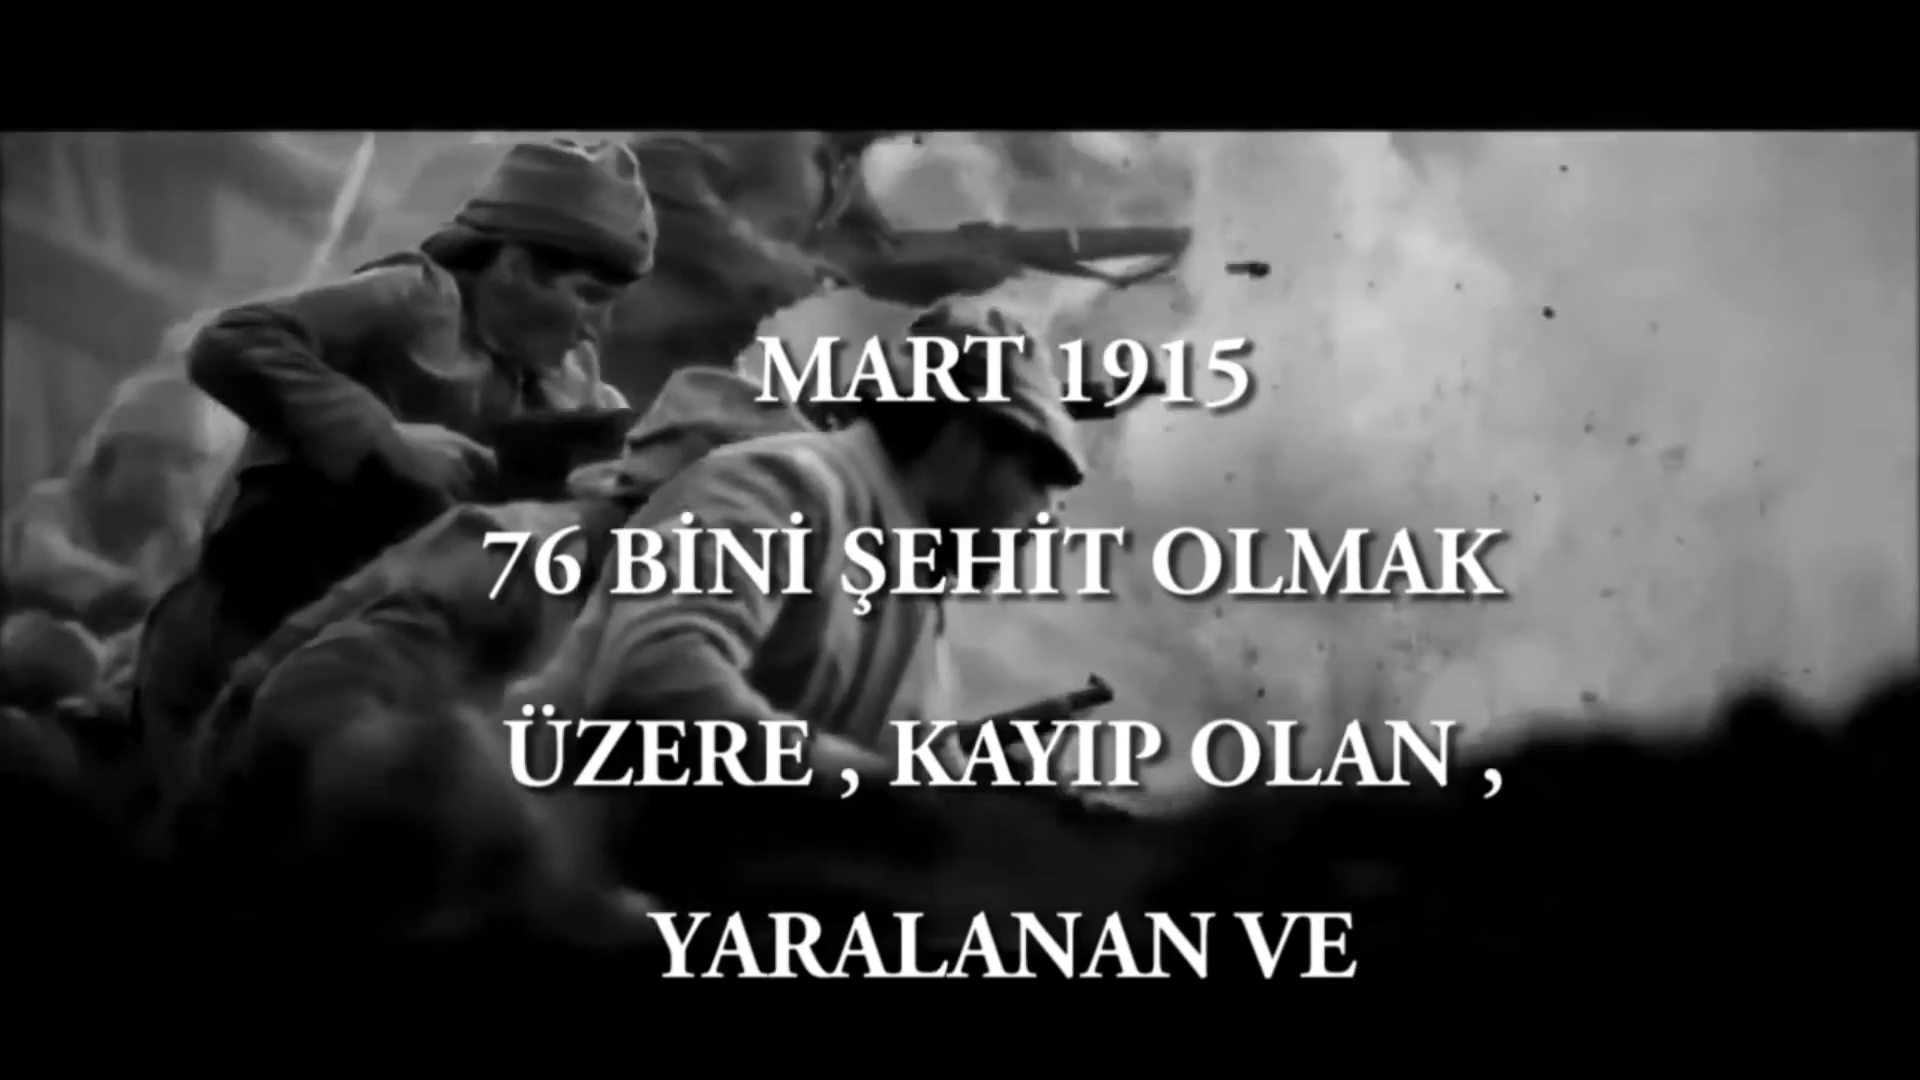 MART 1915
76 BİNİ ŞEHİT OLMAK
ÜZERE , KAYIP OLAN ,
YARALANAN VE